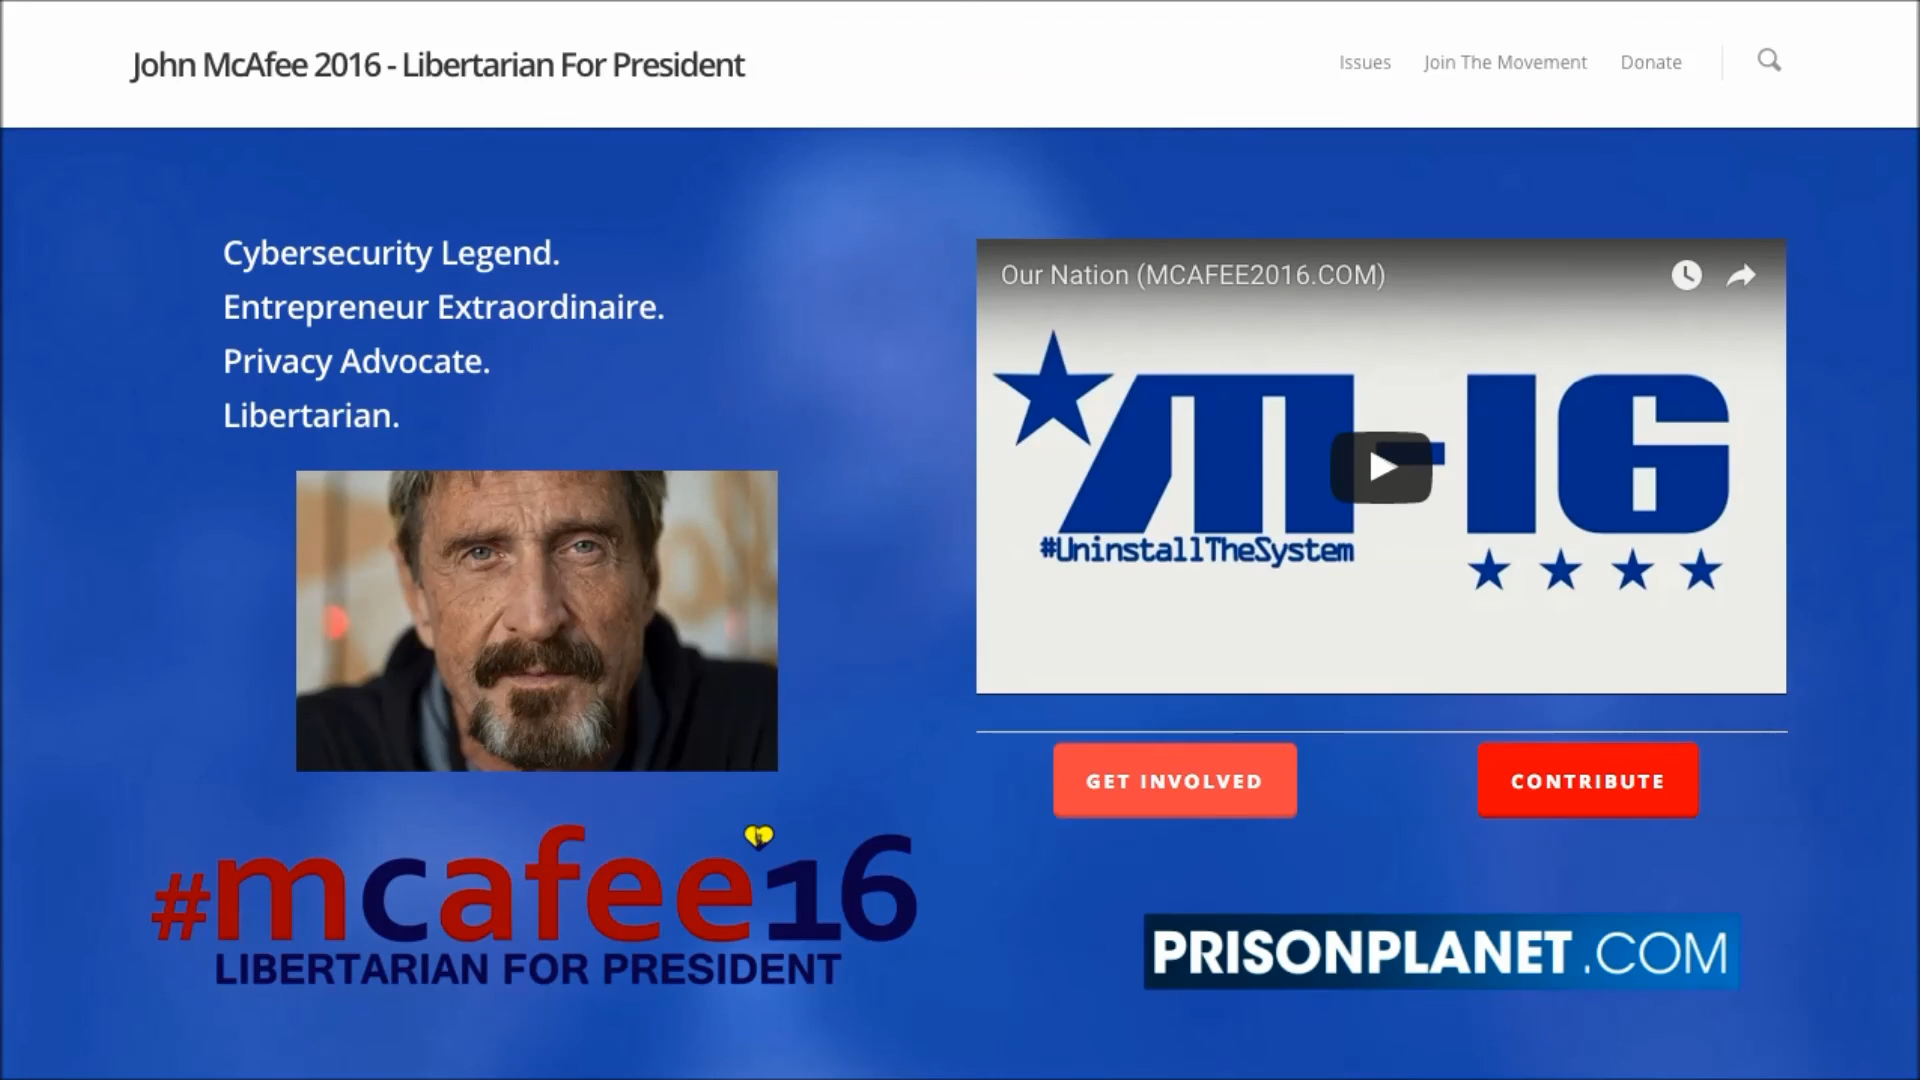 John McAfee 2016 - Libertarian For President
Issues
Join The Movement
Donate
Cybersecurity Legend.
Entrepreneur Extraordinaire.
Privacy Advocate.
Libertarian.
Our Nation (MCAFEE2016.COM)
M-16
#UninstallTheSystem
GET INVOLVED
CONTRIBUTE
#mcafee16
LIBERTARIAN FOR PRESIDENT
PRISONPLANET.COM